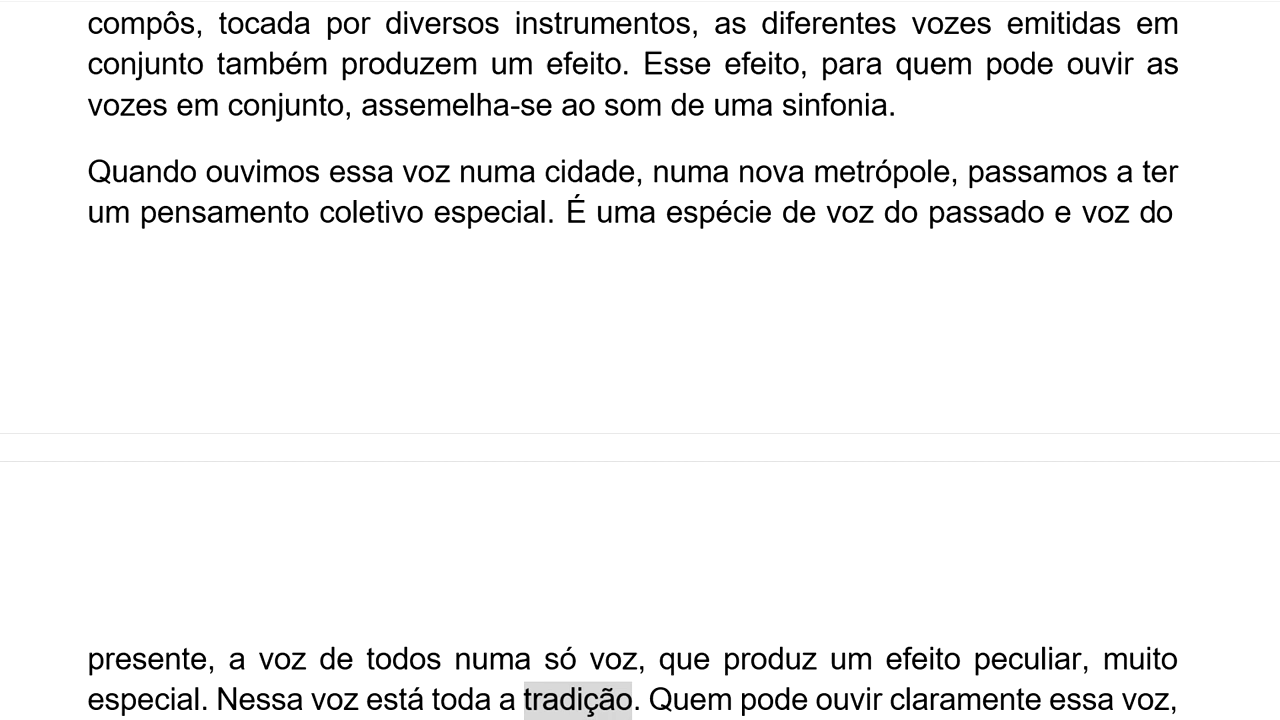 compôs, tocada por diversos instrumentos, as diferentes vozes emitidas em
conjunto também produzem um efeito. Esse efeito, para quem pode ouvir as
vozes em conjunto, assemelha-se ao som de uma sinfonia.
Quando ouvimos essa voz numa cidade, numa nova metrópole, passamos a ter
um pensamento coletivo especial. É uma espécie de voz do passado e voz do
presente, a voz de todos numa só voz, que produz um efeito peculiar, muito
especial. Nessa voz está toda a tradição. Quem pode ouvir claramente essa voz,